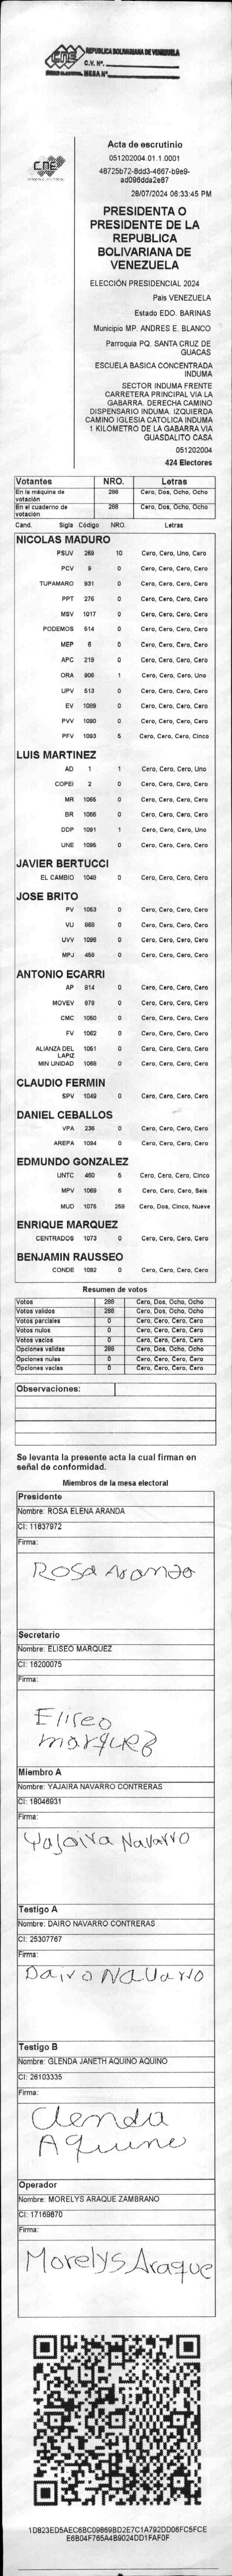 CNE REPUBLICA BOLIVARIANA DE VENEZUELA
C.V. Nº.
MESA Nº.
CNE
Acta de escrutinio
051202004.01.1.0001
48725b72-8dd3-4667-b9e9-
ad096dda2e87
28/07/2024 06:33:45 PM
PRESIDENTA O
PRESIDENTE DE LA
REPUBLICA
BOLIVARIANA DE
VENEZUELA
ELECCIÓN PRESIDENCIAL 2024
País VENEZUELA
Estado EDO. BARINAS
Municipio MP. ANDRES E. BLANCO
Parroquia PQ. SANTA CRUZ DE
GUACAS
ESCUELA BASICA CONCENTRADA
INDUMA
SECTOR INDUMA FRENTE
CARRETERA PRINCIPAL VIA LA
GABARRA. DERECHA CAMINO
DISPENSARIO INDUMA. IZQUIERDA
CAMINO IGLESIA CATOLICA INDUMA
1 KILOMETRO DE LA GABARRA VIA
GUASDALITO CASA
051202004
424 Electores
Votantes NRO. Letras
En la máquina de votación 288 Cero, Dos, Ocho, Ocho
En el cuaderno de votación 288 Cero, Dos, Ocho, Ocho
Cand. Sigla Código NRO. Letras
NICOLAS MADURO
PSUV 269 10 Cero, Cero, Uno, Cero
PCV 9 0 Cero, Cero, Cero, Cero
TUPAMARO 931 0 Cero, Cero, Cero, Cero
PPT 276 0 Cero, Cero, Cero, Cero
MSV 1017 0 Cero, Cero, Cero, Cero
PODEMOS 514 0 Cero, Cero, Cero, Cero
MEP 6 0 Cero, Cero, Cero, Cero
APC 219 0 Cero, Cero, Cero, Cero
ORA 906 1 Cero, Cero, Cero, Uno
UPV 513 0 Cero, Cero, Cero, Cero
EV 1089 0 Cero, Cero, Cero, Cero
PVV 1090 0 Cero, Cero, Cero, Cero
PFV 1093 5 Cero, Cero, Cero, Cinco
LUIS MARTINEZ
AD 1 1 Cero, Cero, Cero, Uno
COPEI 2 0 Cero, Cero, Cero, Cero
MR 1065 0 Cero, Cero, Cero, Cero
BR 1066 0 Cero, Cero, Cero, Cero
DDP 1091 1 Cero, Cero, Cero, Uno
UNE 1095 0 Cero, Cero, Cero, Cero
JAVIER BERTUCCI
EL CAMBIO 1048 0 Cero, Cero, Cero, Cero
JOSE BRITO
PV 1053 0 Cero, Cero, Cero, Cero
VU 868 0 Cero, Cero, Cero, Cero
UVV 1096 0 Cero, Cero, Cero, Cero
MPJ 458 0 Cero, Cero, Cero, Cero
ANTONIO ECARRI
AP 814 0 Cero, Cero, Cero, Cero
MOVEV 878 0 Cero, Cero, Cero, Cero
CMC 1050 0 Cero, Cero, Cero, Cero
FV 1062 0 Cero, Cero, Cero, Cero
ALIANZA DEL LAPIZ 1051 0 Cero, Cero, Cero, Cero
MIN UNIDAD 1068 0 Cero, Cero, Cero, Cero
CLAUDIO FERMIN
SPV 1049 0 Cero, Cero, Cero, Cero
DANIEL CEBALLOS
VPA 236 0 Cero, Cero, Cero, Cero
AREPA 1094 0 Cero, Cero, Cero, Cero
EDMUNDO GONZALEZ
UNTC 460 5 Cero, Cero, Cero, Cinco
MPV 1069 6 Cero, Cero, Cero, Seis
MUD 1075 259 Cero, Dos, Cinco, Nueve
ENRIQUE MARQUEZ
CENTRADOS 1073 0 Cero, Cero, Cero, Cero
BENJAMIN RAUSSEO
CONDE 1092 0 Cero, Cero, Cero, Cero
Resumen de votos
Votos 288 Cero, Dos, Ocho, Ocho
Votos validos 288 Cero, Dos, Ocho, Ocho
Votos parciales 0 Cero, Cero, Cero, Cero
Votos nulos 0 Cero, Cero, Cero, Cero
Votos vacíos 0 Cero, Cero, Cero, Cero
Opciones validas 288 Cero, Dos, Ocho, Ocho
Opciones nulas 0 Cero, Cero, Cero, Cero
Opciones vacías 0 Cero, Cero, Cero, Cero
Observaciones:
Se levanta la presente acta la cual firman en
señal de conformidad.
Miembros de la mesa electoral
Presidente
Nombre: ROSA ELENA ARANDA
CI: 11837972
Firma:
Rosa Aranda
Secretario
Nombre: ELISEO MARQUEZ
CI: 16200075
Firma:
Eliseo
marquez
Miembro A
Nombre: YAJAIRA NAVARRO CONTRERAS
CI: 18046931
Firma:
Yajaira Navarro
Testigo A
Nombre: DAIRO NAVARRO CONTRERAS
CI: 25307767
Firma:
Dairo Navarro
Testigo B
Nombre: GLENDA JANETH AQUINO AQUINO
CI: 26103335
Firma:
Glenda
Aquino
Operador
Nombre: MORELYS ARAQUE ZAMBRANO
CI: 17169870
Firma:
Morelys Araque
1D823ED5AEC6BC09869BD2E7C1A792DD06FC5FCE
E6B04F765A4B9024DD1FAF0F